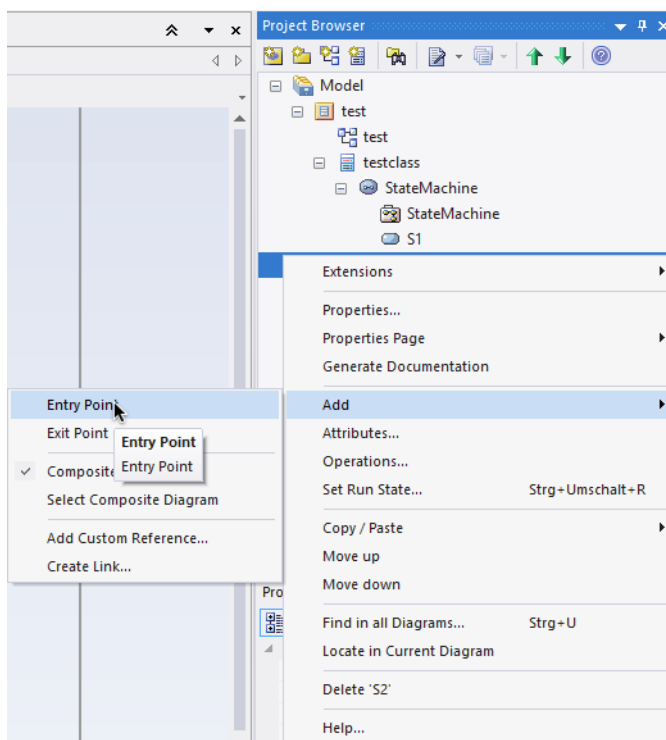 Project Browser
Model
test
test
testclass
StateMachine
StateMachine
S1
Extensions
Properties...
Properties Page
Generate Documentation
Add
Attributes...
Operations...
Set Run State... Strg+Umschalt+R
Copy / Paste
Move up
Move down
Find in all Diagrams... Strg+U
Locate in Current Diagram
Delete 'S2'
Help...
Entry Point
Exit Point
Entry Point
Entry Point
Composite
Select Composite Diagram
Add Custom Reference...
Create Link...
Pro